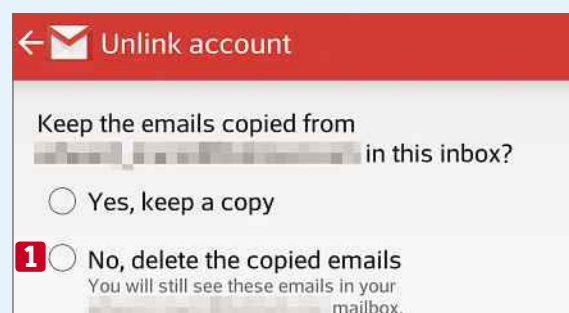 Unlink account
Keep the emails copied from
in this inbox?
Yes, keep a copy
1 No, delete the copied emails
You will still see these emails in your
mailbox.